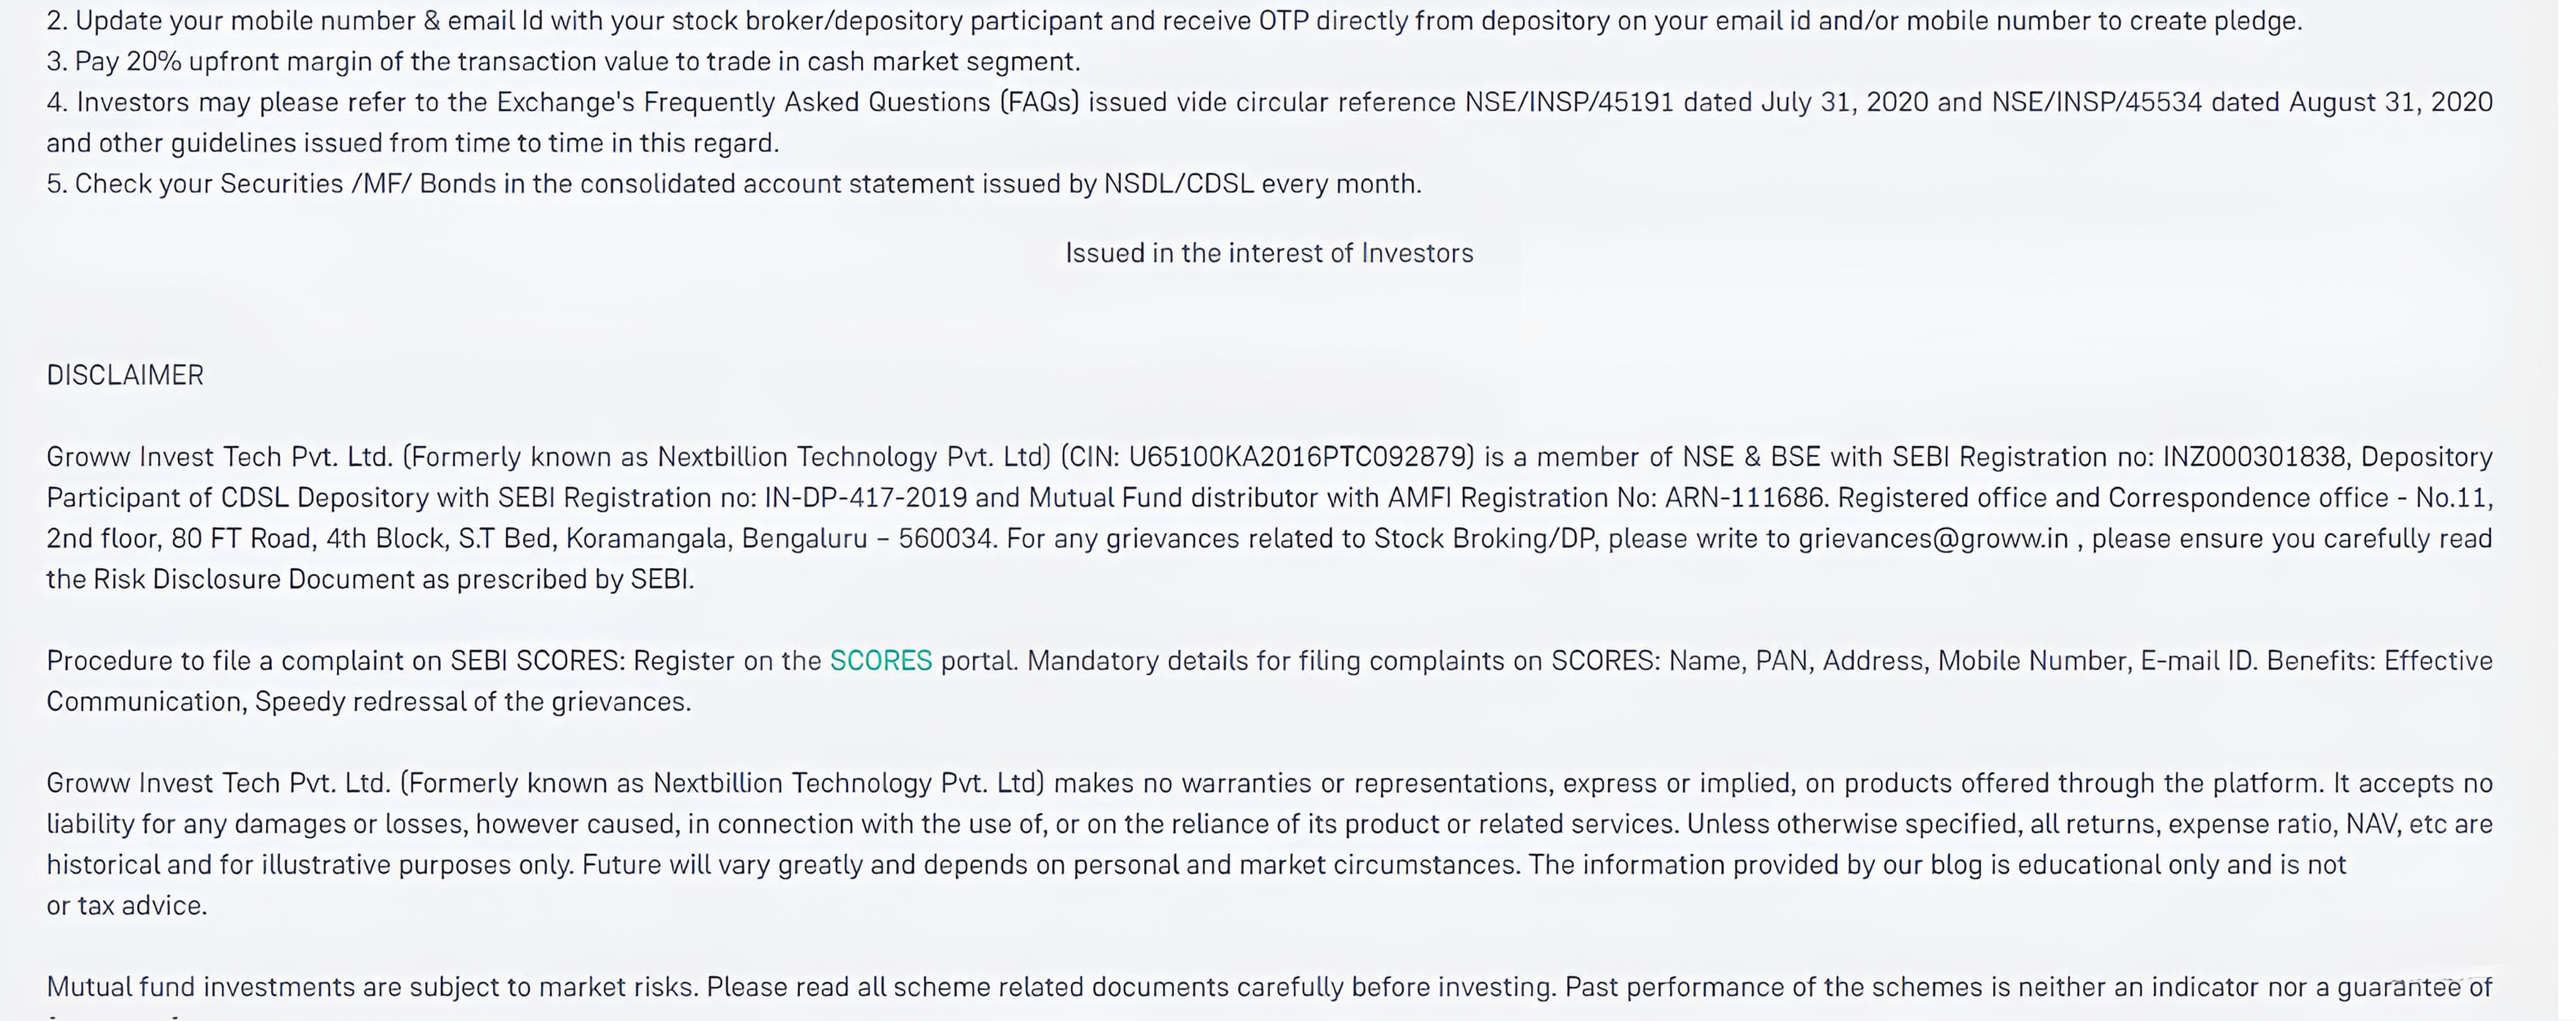 2. Update your mobile number & email Id with your stock broker/depository participant and receive OTP directly from depository on your email id and/or mobile number to create pledge.
3. Pay 20% upfront margin of the transaction value to trade in cash market segment.
4. Investors may please refer to the Exchange's Frequently Asked Questions (FAQs) issued vide circular reference NSE/INSP/45191 dated July 31, 2020 and NSE/INSP/45534 dated August 31, 2020
and other guidelines issued from time to time in this regard.
5. Check your Securities /MF/ Bonds in the consolidated account statement issued by NSDL/CDSL every month.
Issued in the interest of Investors
DISCLAIMER
Groww Invest Tech Pvt. Ltd. (Formerly known as Nextbillion Technology Pvt. Ltd) (CIN: U65100KA2016PTC092879) is a member of NSE & BSE with SEBI Registration no: INZ000301838, Depository
Participant of CDSL Depository with SEBI Registration no: IN-DP-417-2019 and Mutual Fund distributor with AMFI Registration No: ARN-111686. Registered office and Correspondence office - No.11,
2nd floor, 80 FT Road, 4th Block, S.T Bed, Koramangala, Bengaluru – 560034. For any grievances related to Stock Broking/DP, please write to grievances@groww.in , please ensure you carefully read
the Risk Disclosure Document as prescribed by SEBI.
Procedure to file a complaint on SEBI SCORES: Register on the SCORES portal. Mandatory details for filing complaints on SCORES: Name, PAN, Address, Mobile Number, E-mail ID. Benefits: Effective
Communication, Speedy redressal of the grievances.
Groww Invest Tech Pvt. Ltd. (Formerly known as Nextbillion Technology Pvt. Ltd) makes no warranties or representations, express or implied, on products offered through the platform. It accepts no
liability for any damages or losses, however caused, in connection with the use of, or on the reliance of its product or related services. Unless otherwise specified, all returns, expense ratio, NAV, etc are
historical and for illustrative purposes only. Future will vary greatly and depends on personal and market circumstances. The information provided by our blog is educational only and is not
or tax advice.
Mutual fund investments are subject to market risks. Please read all scheme related documents carefully before investing. Past performance of the schemes is neither an indicator nor a guarantee of